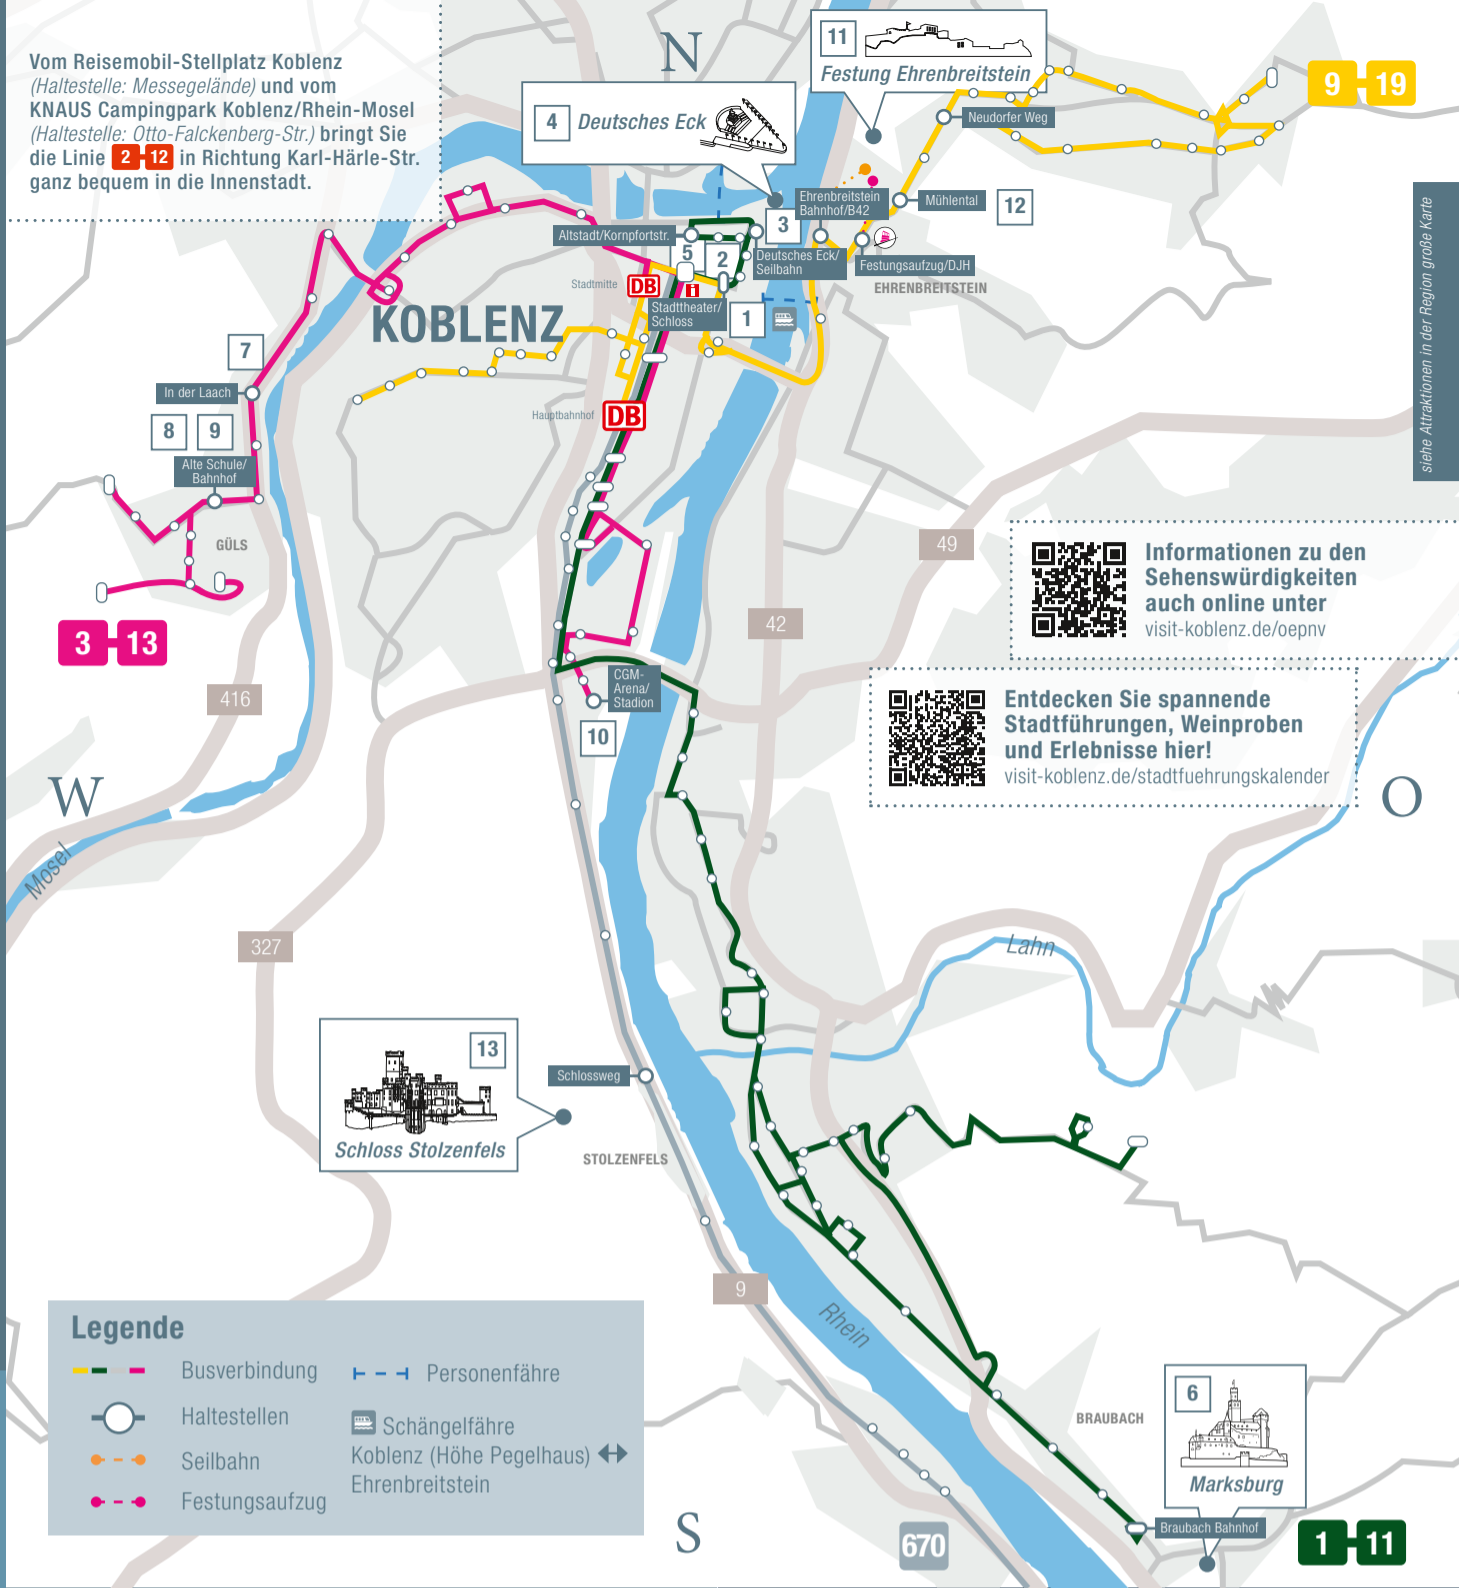 Vom Reisemobil-Stellplatz Koblenz
(Haltestelle: Messegelände) und vom
KNAUS Campingpark Koblenz/Rhein-Mosel
(Haltestelle: Otto-Falckenberg-Str.) bringt Sie
die Linie 2-12 in Richtung Karl-Härle-Str.
ganz bequem in die Innenstadt.
N
4 Deutsches Eck
11
Festung Ehrenbreitstein
9 19
Neudorfer Weg
Ehrenbreitstein
Bahnhof/B42
Mühlental
12
3
Altstadt/Kornpfortstr.
5
2
Deutsches Eck/
Seilbahn
Festungsaufzug/DJH
EHRENBREITSTEIN
Stadtmitte
DB
i
Stadttheater/
Schloss
1
KOBLENZ
siehe Attraktionen in der Region große Karte
7
In der Laach
8 9
Alte Schule/
Bahnhof
GÜLS
Hauptbahnhof
DB
3 13
49
42
416
Informationen zu den
Sehenswürdigkeiten
auch online unter
visit-koblenz.de/oepnv
CGM-
Arena/
Stadion
10
Entdecken Sie spannende
Stadtführungen, Weinproben
und Erlebnisse hier!
visit-koblenz.de/stadtfuehrungskalender
W
O
Mosel
327
Lahn
13
Schloss Stolzenfels
Schlossweg
STOLZENFELS
9
Rhein
Legende
Busverbindung
Haltestellen
Seilbahn
Festungsaufzug
Personenfähre
Schängelfähre
Koblenz (Höhe Pegelhaus) ↔
Ehrenbreitstein
S
670
BRAUBACH
6
Marksburg
Braubach Bahnhof
1 11